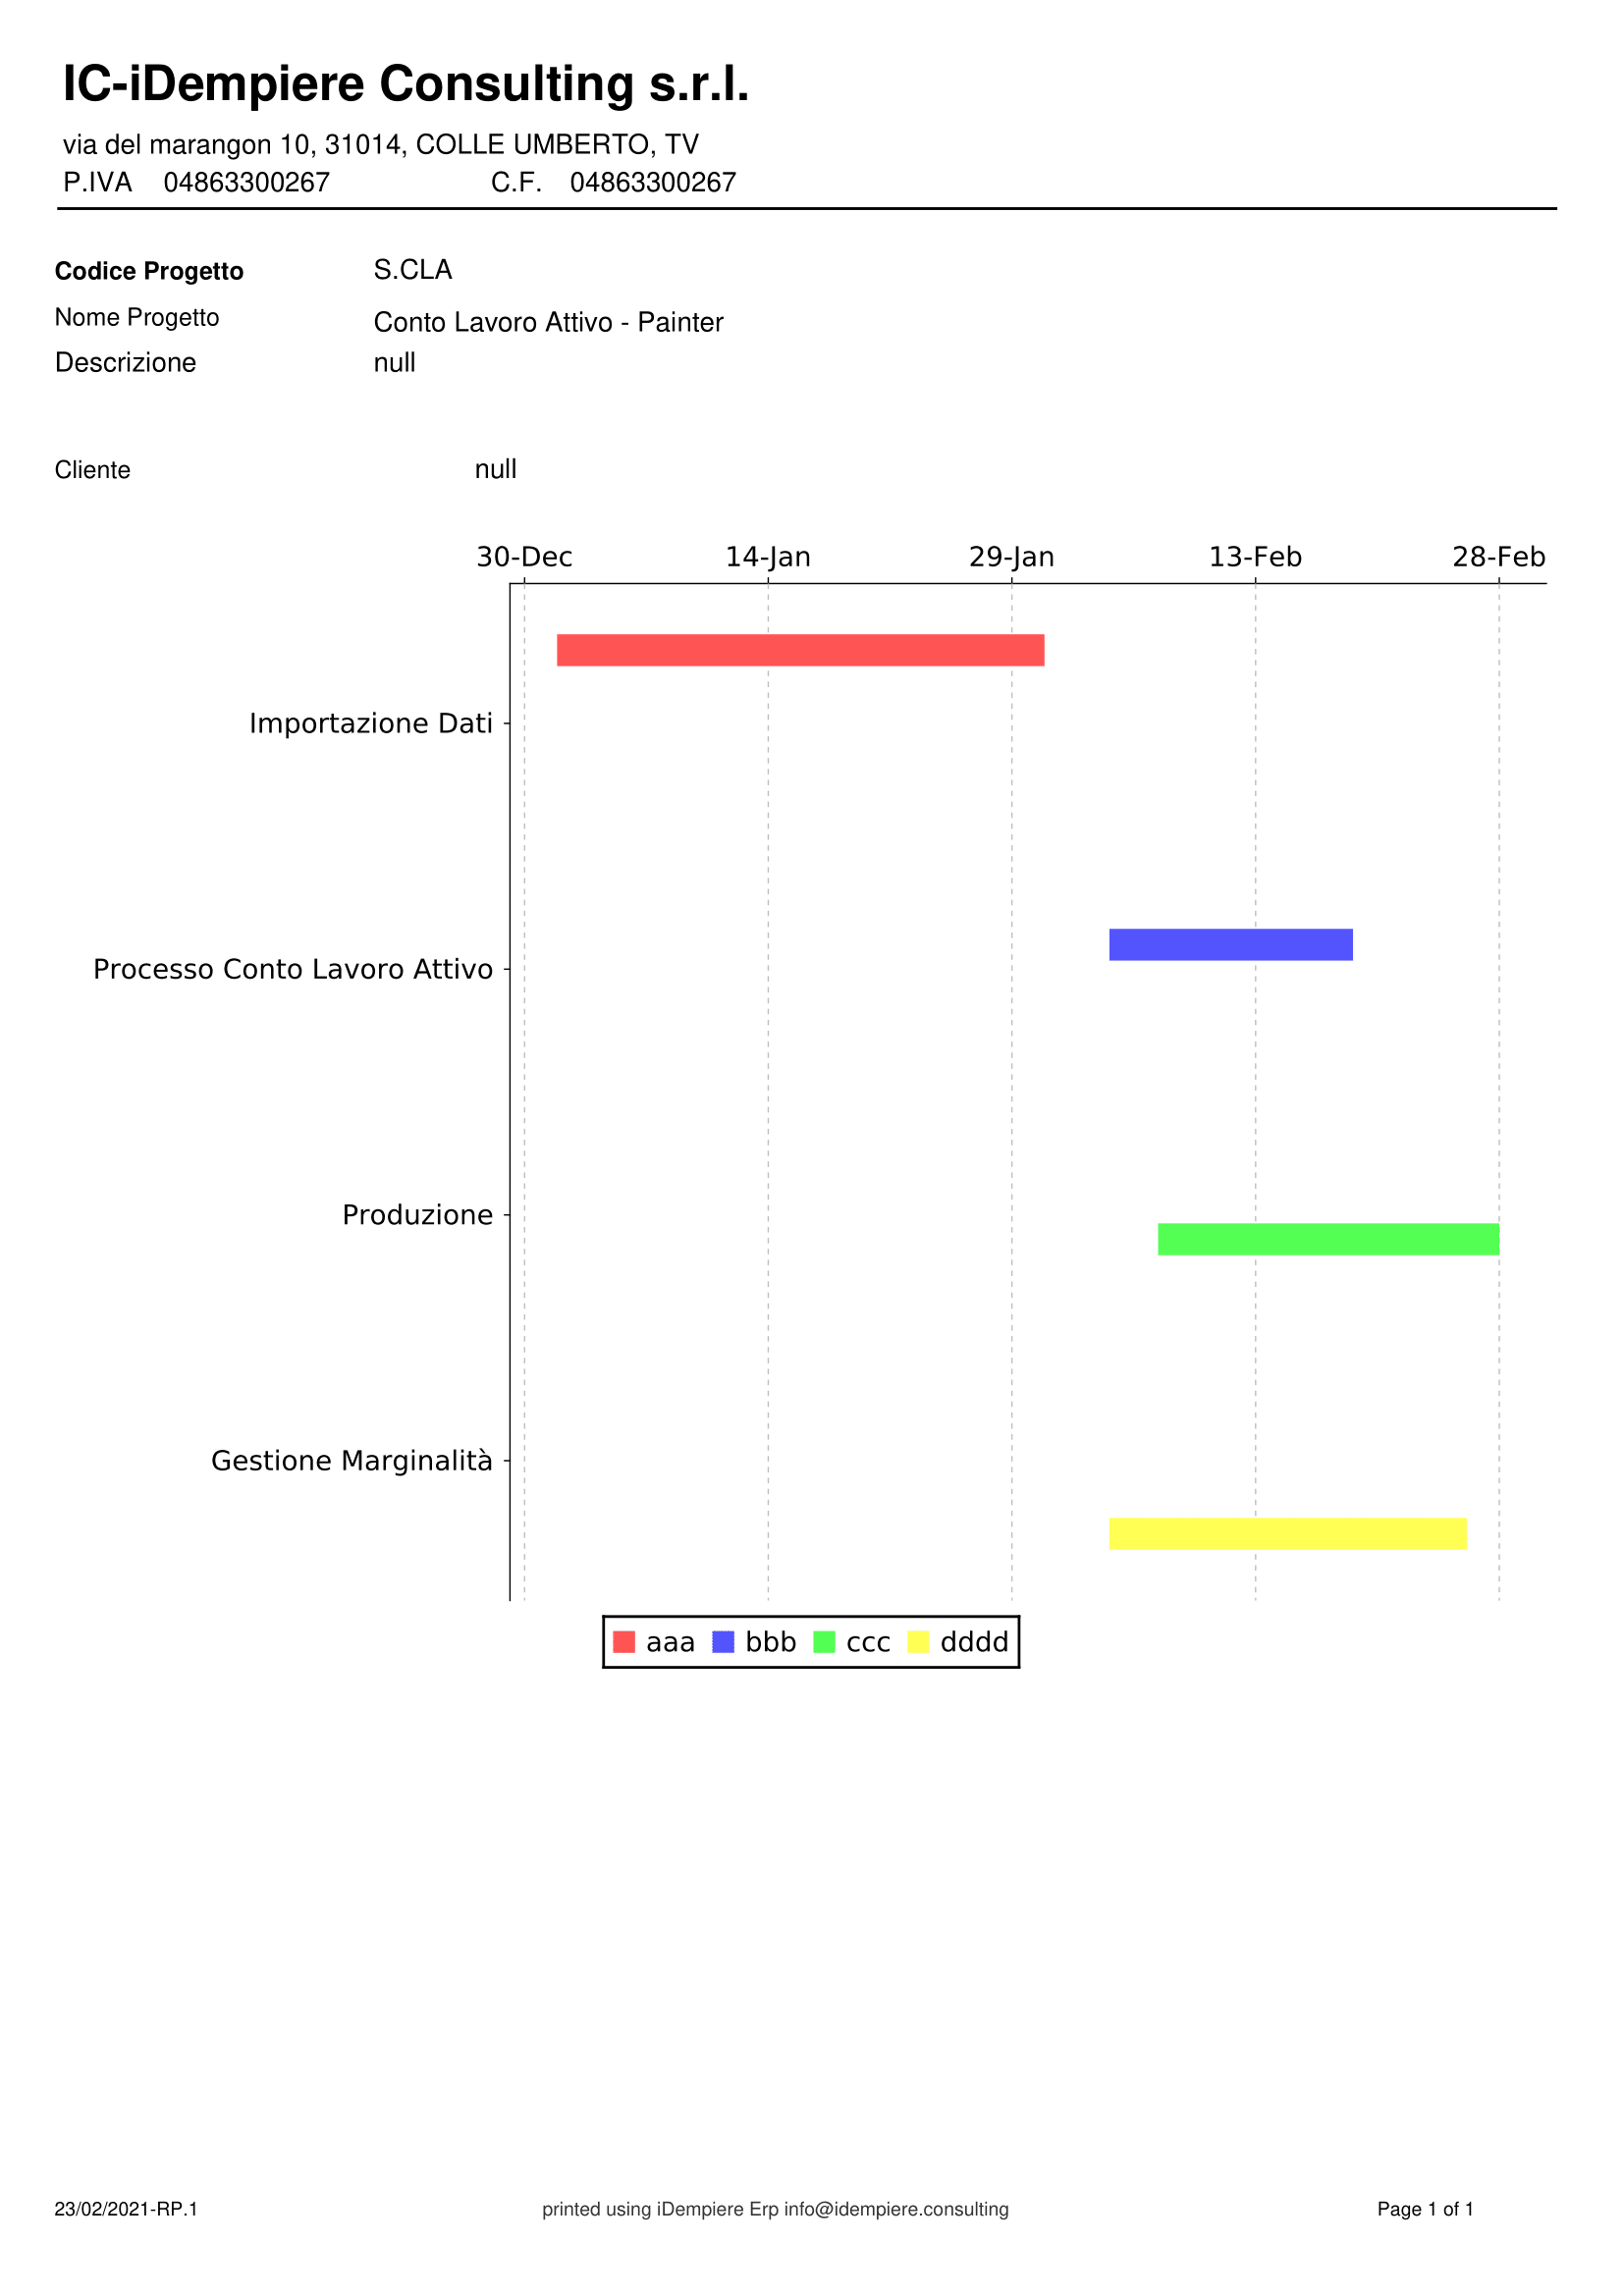 IC-iDempiere Consulting s.r.l.
via del marangon 10, 31014, COLLE UMBERTO, TV
P.IVA 04863300267 C.F. 04863300267
Codice Progetto S.CLA
Nome Progetto Conto Lavoro Attivo - Painter
Descrizione null
Cliente null
30-Dec 14-Jan 29-Jan 13-Feb 28-Feb
Importazione Dati
Processo Conto Lavoro Attivo
Produzione
Gestione Marginalità
aaa bbb ccc dddd
23/02/2021-RP.1 printed using iDempiere Erp info@idempiere.consulting Page 1 of 1